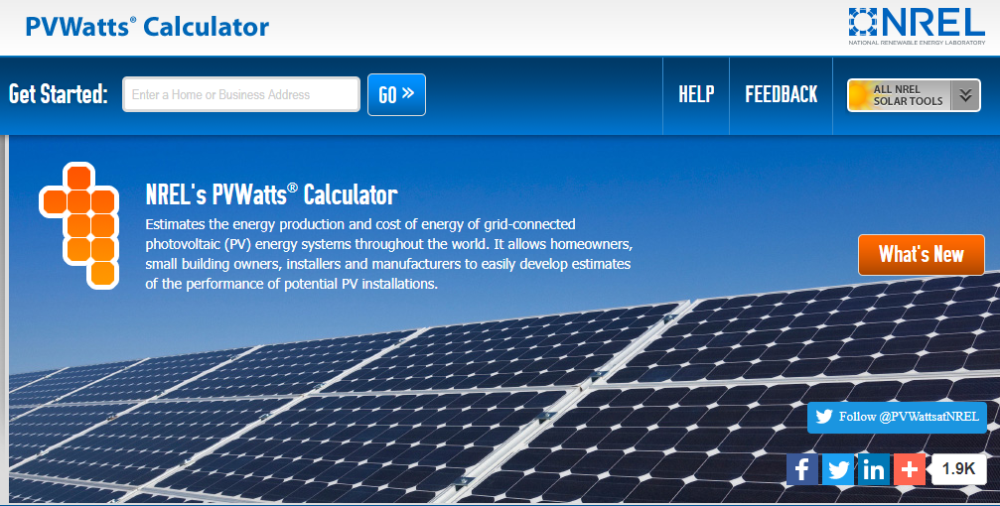 PVWatts® Calculator
NREL
NATIONAL RENEWABLE ENERGY LABORATORY
Get Started:
Enter a Home or Business Address
GO »
HELP
FEEDBACK
ALL NREL
SOLAR TOOLS
NREL's PVWatts® Calculator
Estimates the energy production and cost of energy of grid-connected
photovoltaic (PV) energy systems throughout the world. It allows homeowners,
small building owners, installers and manufacturers to easily develop estimates
of the performance of potential PV installations.
What's New
Follow @PVWattsatNREL
f
in
+
1.9K